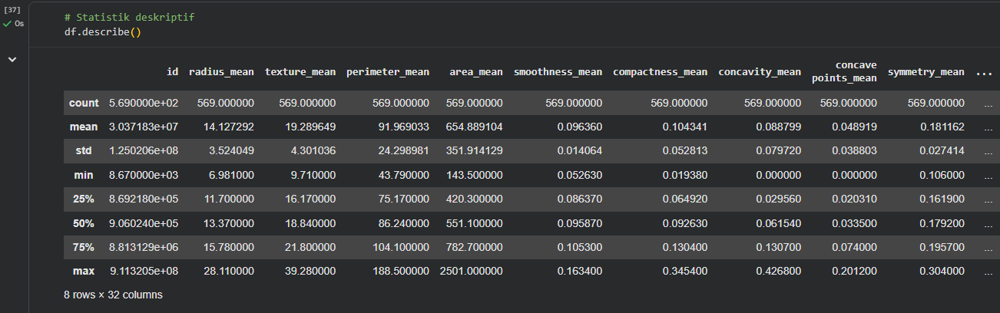 [37]
0s
# Statistik deskriptif
df.describe()
id radius_mean texture_mean perimeter_mean area_mean smoothness_mean compactness_mean concavity_mean concave points_mean symmetry_mean ...
count 5.690000e+02 569.000000 569.000000 569.000000 569.000000 569.000000 569.000000 569.000000 569.000000 569.000000 ...
mean 3.037183e+07 14.127292 19.289649 91.969033 654.889104 0.096360 0.104341 0.088799 0.048919 0.181162 ...
std 1.250206e+08 3.524049 4.301036 24.298981 351.914129 0.014064 0.052813 0.079720 0.038803 0.027414 ...
min 8.670000e+03 6.981000 9.710000 43.790000 143.500000 0.052630 0.019380 0.000000 0.000000 0.106000 ...
25% 8.692180e+05 11.700000 16.170000 75.170000 420.300000 0.086370 0.064920 0.029560 0.020310 0.161900 ...
50% 9.060240e+05 13.370000 18.840000 86.240000 551.100000 0.095870 0.092630 0.061540 0.033500 0.179200 ...
75% 8.813129e+06 15.780000 21.800000 104.100000 782.700000 0.105300 0.130400 0.130700 0.074000 0.195700 ...
max 9.113205e+08 28.110000 39.280000 188.500000 2501.000000 0.163400 0.345400 0.426800 0.201200 0.304000 ...
8 rows × 32 columns